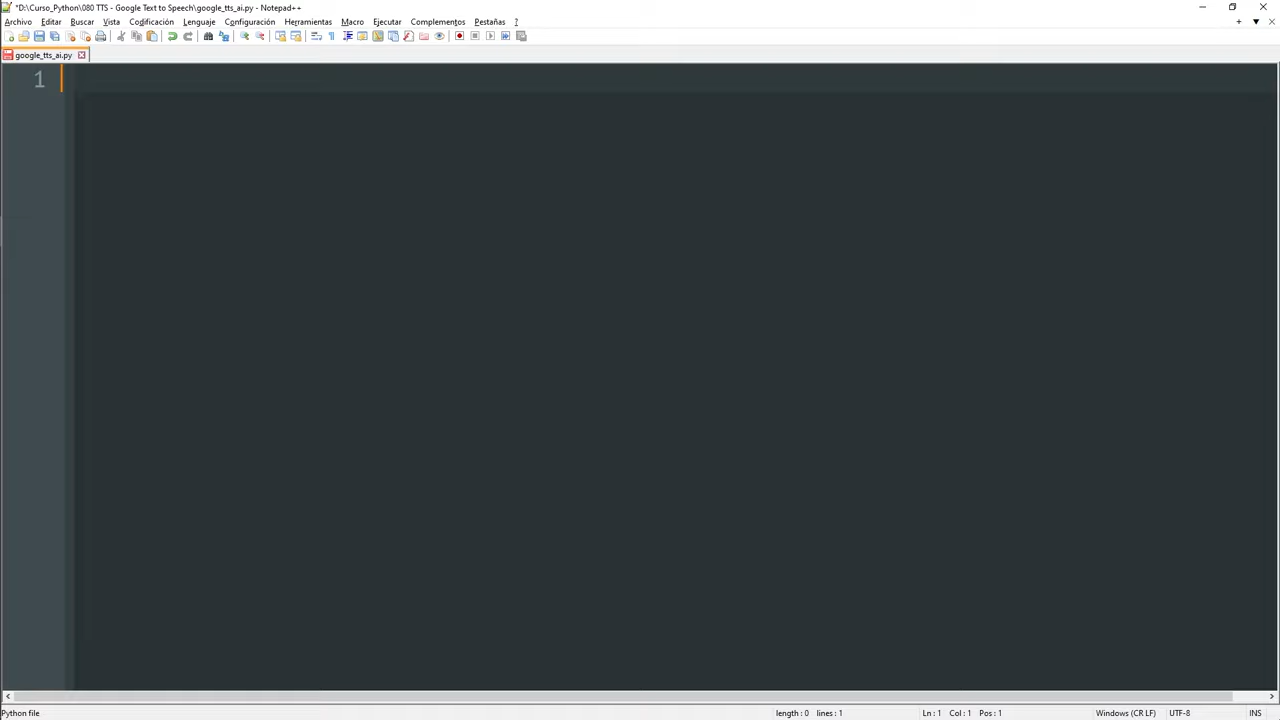 *D:\Curso_Python\080 TTS - Google Text to Speech\google_tts_ai.py - Notepad++
Archivo Editar Buscar Vista Codificación Lenguaje Configuración Herramientas Macro Ejecutar Complementos Pestañas ?
google_tts_ai.py
1
Python file length : 0 lines : 1 Ln : 1 Col : 1 Pos : 1 Windows (CR LF) UTF-8 INS